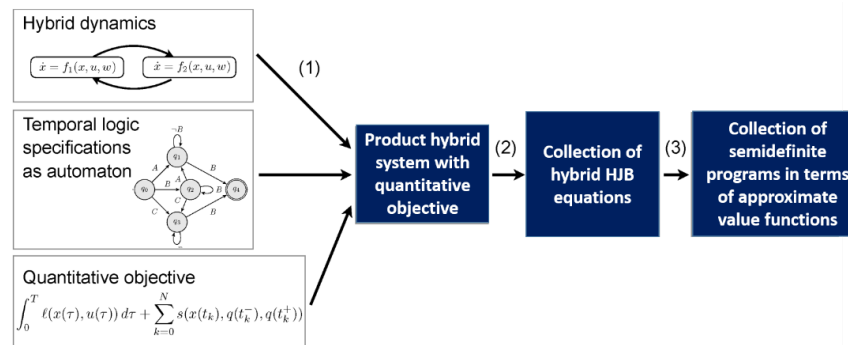 Hybrid dynamics
ẋ = f₁(x, u, w)
ẋ = f₂(x, u, w)
(1)
Temporal logic
specifications
as automaton
¬B
q₁
A
B
A
q₀
B
q₂
B
q₄
C
C
q₃
B
Quantitative objective
∫₀ᵀ ℓ(x(τ), u(τ)) dτ + ∑ₖ₌₀ᴺ s(x(tₖ), q(tₖ⁻), q(tₖ⁺))
Product hybrid
system with
quantitative
objective
(2)
Collection of
hybrid HJB
equations
(3)
Collection of
semidefinite
programs in terms
of approximate
value functions